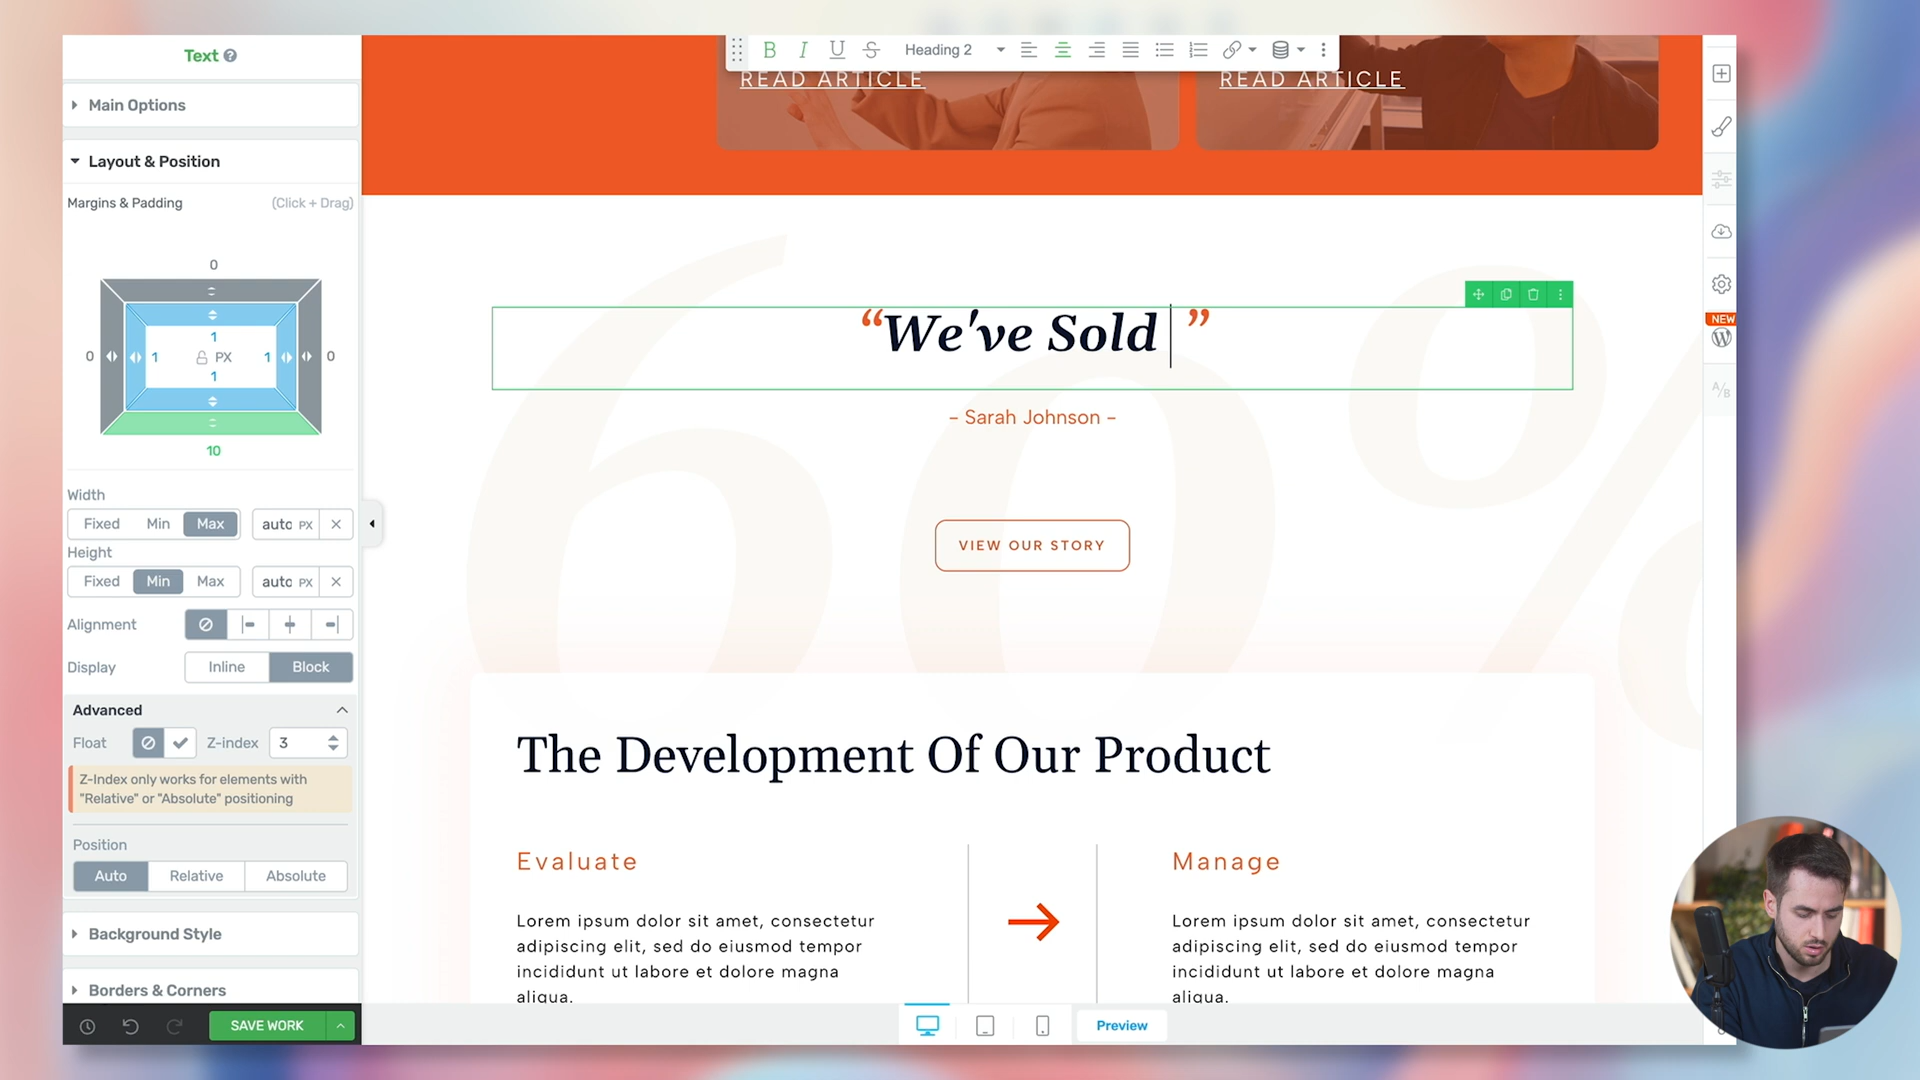 Text
Main Options
Layout & Position
Margins & Padding
(Click + Drag)
0
0
1
1
PX
1
0
1
10
Width
Fixed Min Max auto PX
Height
Fixed Min Max auto PX
Alignment
Display Inline Block
Advanced
Float Z-index 3
Z-Index only works for elements with
"Relative" or "Absolute" positioning
Position
Auto Relative Absolute
Background Style
Borders & Corners
SAVE WORK
B I U S Heading 2
READ ARTICLE
READ ARTICLE
60%
“We've Sold ”
– Sarah Johnson –
VIEW OUR STORY
The Development Of Our Product
Evaluate
Lorem ipsum dolor sit amet, consectetur
adipiscing elit, sed do eiusmod tempor
incididunt ut labore et dolore magna
aliqua.
Manage
Lorem ipsum dolor sit amet, consectetur
adipiscing elit, sed do eiusmod tempor
incididunt ut labore et dolore magna
aliqua.
Preview
NEW
A/B